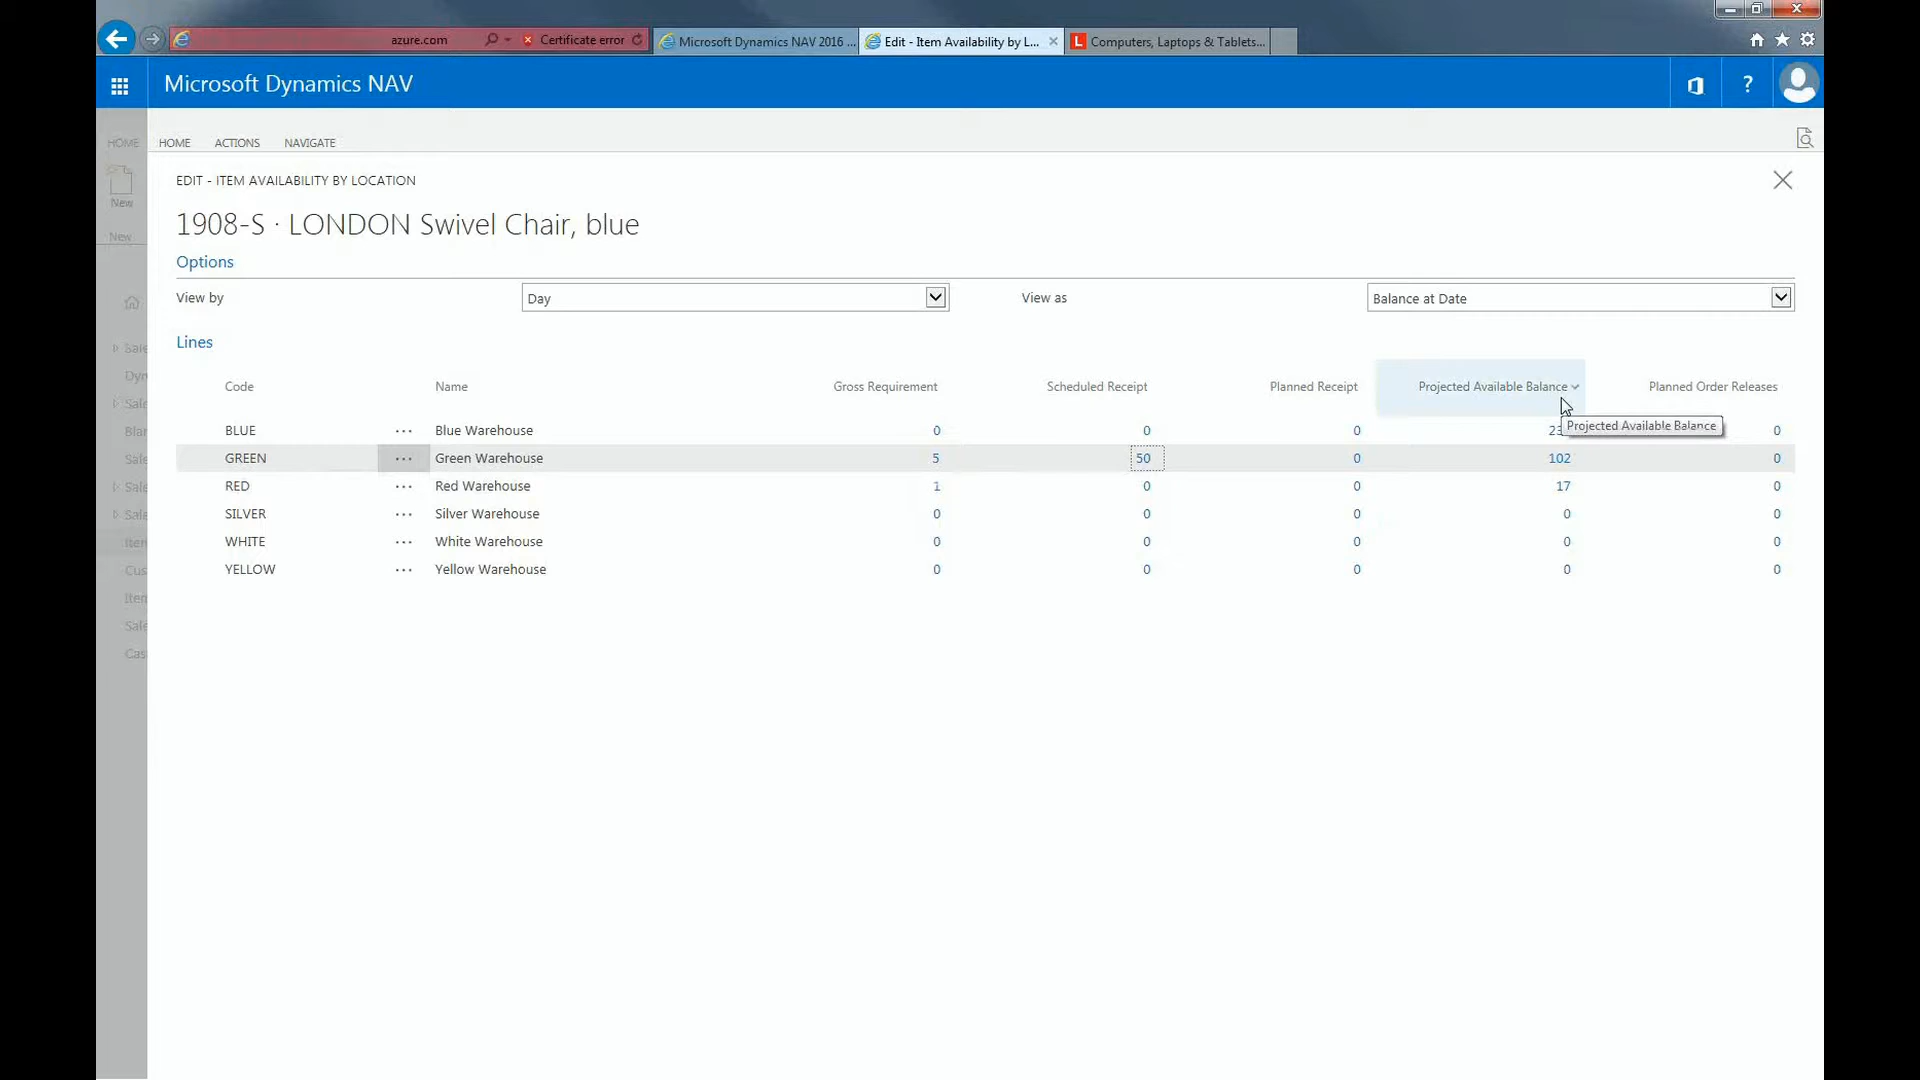 azure.com
Certificate error
Microsoft Dynamics NAV 2016 ...
Edit - Item Availability by L...
Computers, Laptops & Tablets...
Microsoft Dynamics NAV
?
HOME
HOME ACTIONS NAVIGATE
New
New
EDIT - ITEM AVAILABILITY BY LOCATION
1908-S · LONDON Swivel Chair, blue
Options
View by Day View as Balance at Date
Lines
Code Name Gross Requirement Scheduled Receipt Planned Receipt Projected Available Balance Planned Order Releases
Projected Available Balance
BLUE ... Blue Warehouse 0 0 0 0
GREEN ... Green Warehouse 5 50 0 102 0
RED ... Red Warehouse 1 0 0 17 0
SILVER ... Silver Warehouse 0 0 0 0 0
WHITE ... White Warehouse 0 0 0 0 0
YELLOW ... Yellow Warehouse 0 0 0 0 0